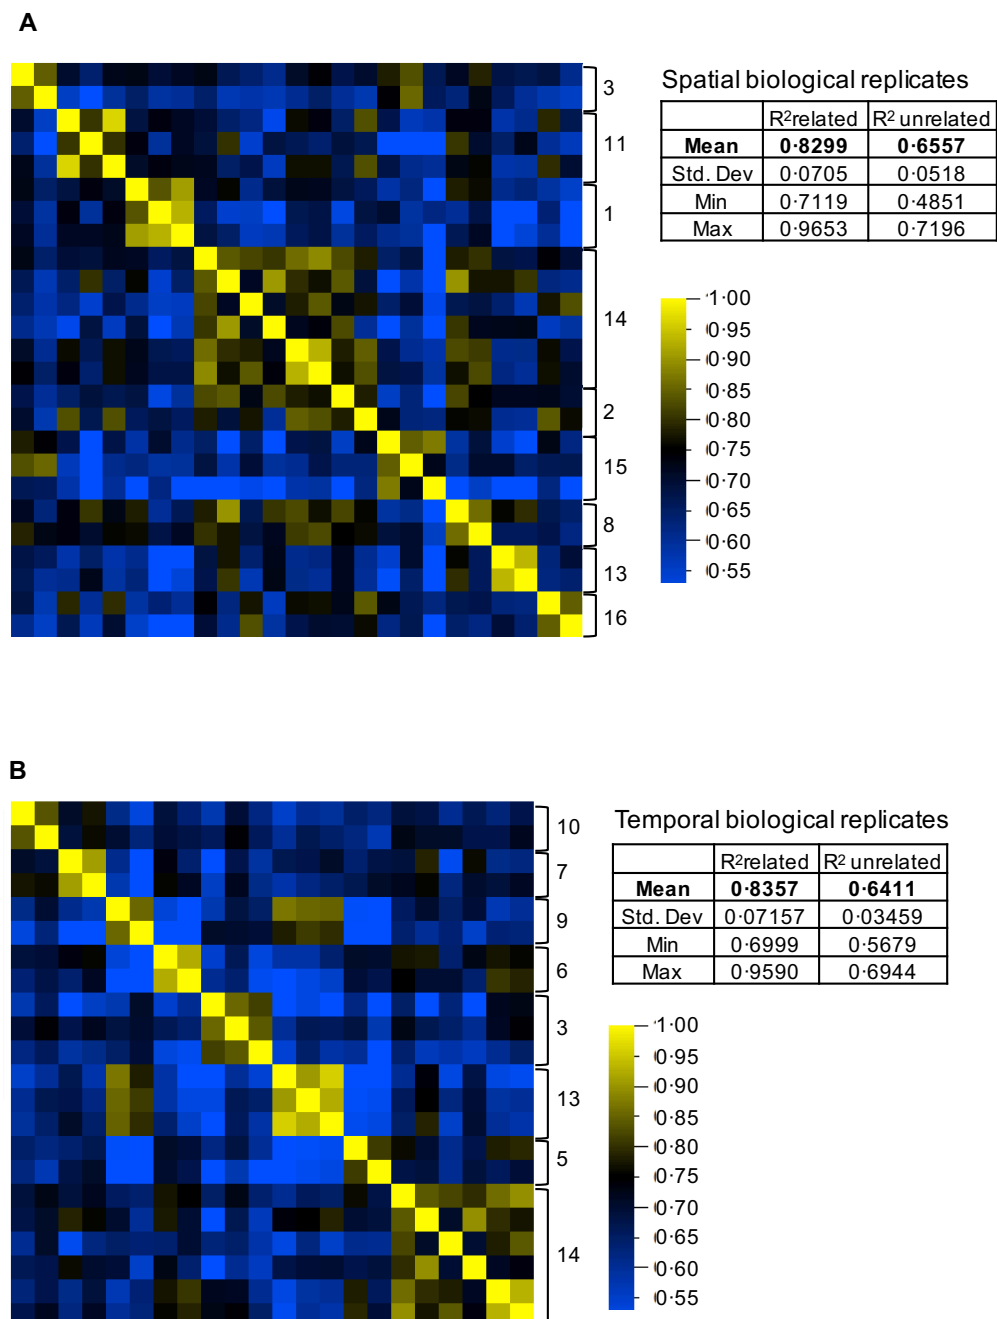 A
3
11
1
14
2
15
8
13
16
Spatial biological replicates
R²related R² unrelated
Mean 0·8299 0·6557
Std. Dev 0·0705 0·0518
Min 0·7119 0·4851
Max 0·9653 0·7196
1·00
0·95
0·90
0·85
0·80
0·75
0·70
0·65
0·60
0·55
B
10
7
9
6
3
13
5
14
Temporal biological replicates
R²related R² unrelated
Mean 0·8357 0·6411
Std. Dev 0·07157 0·03459
Min 0·6999 0·5679
Max 0·9590 0·6944
1·00
0·95
0·90
0·85
0·80
0·75
0·70
0·65
0·60
0·55